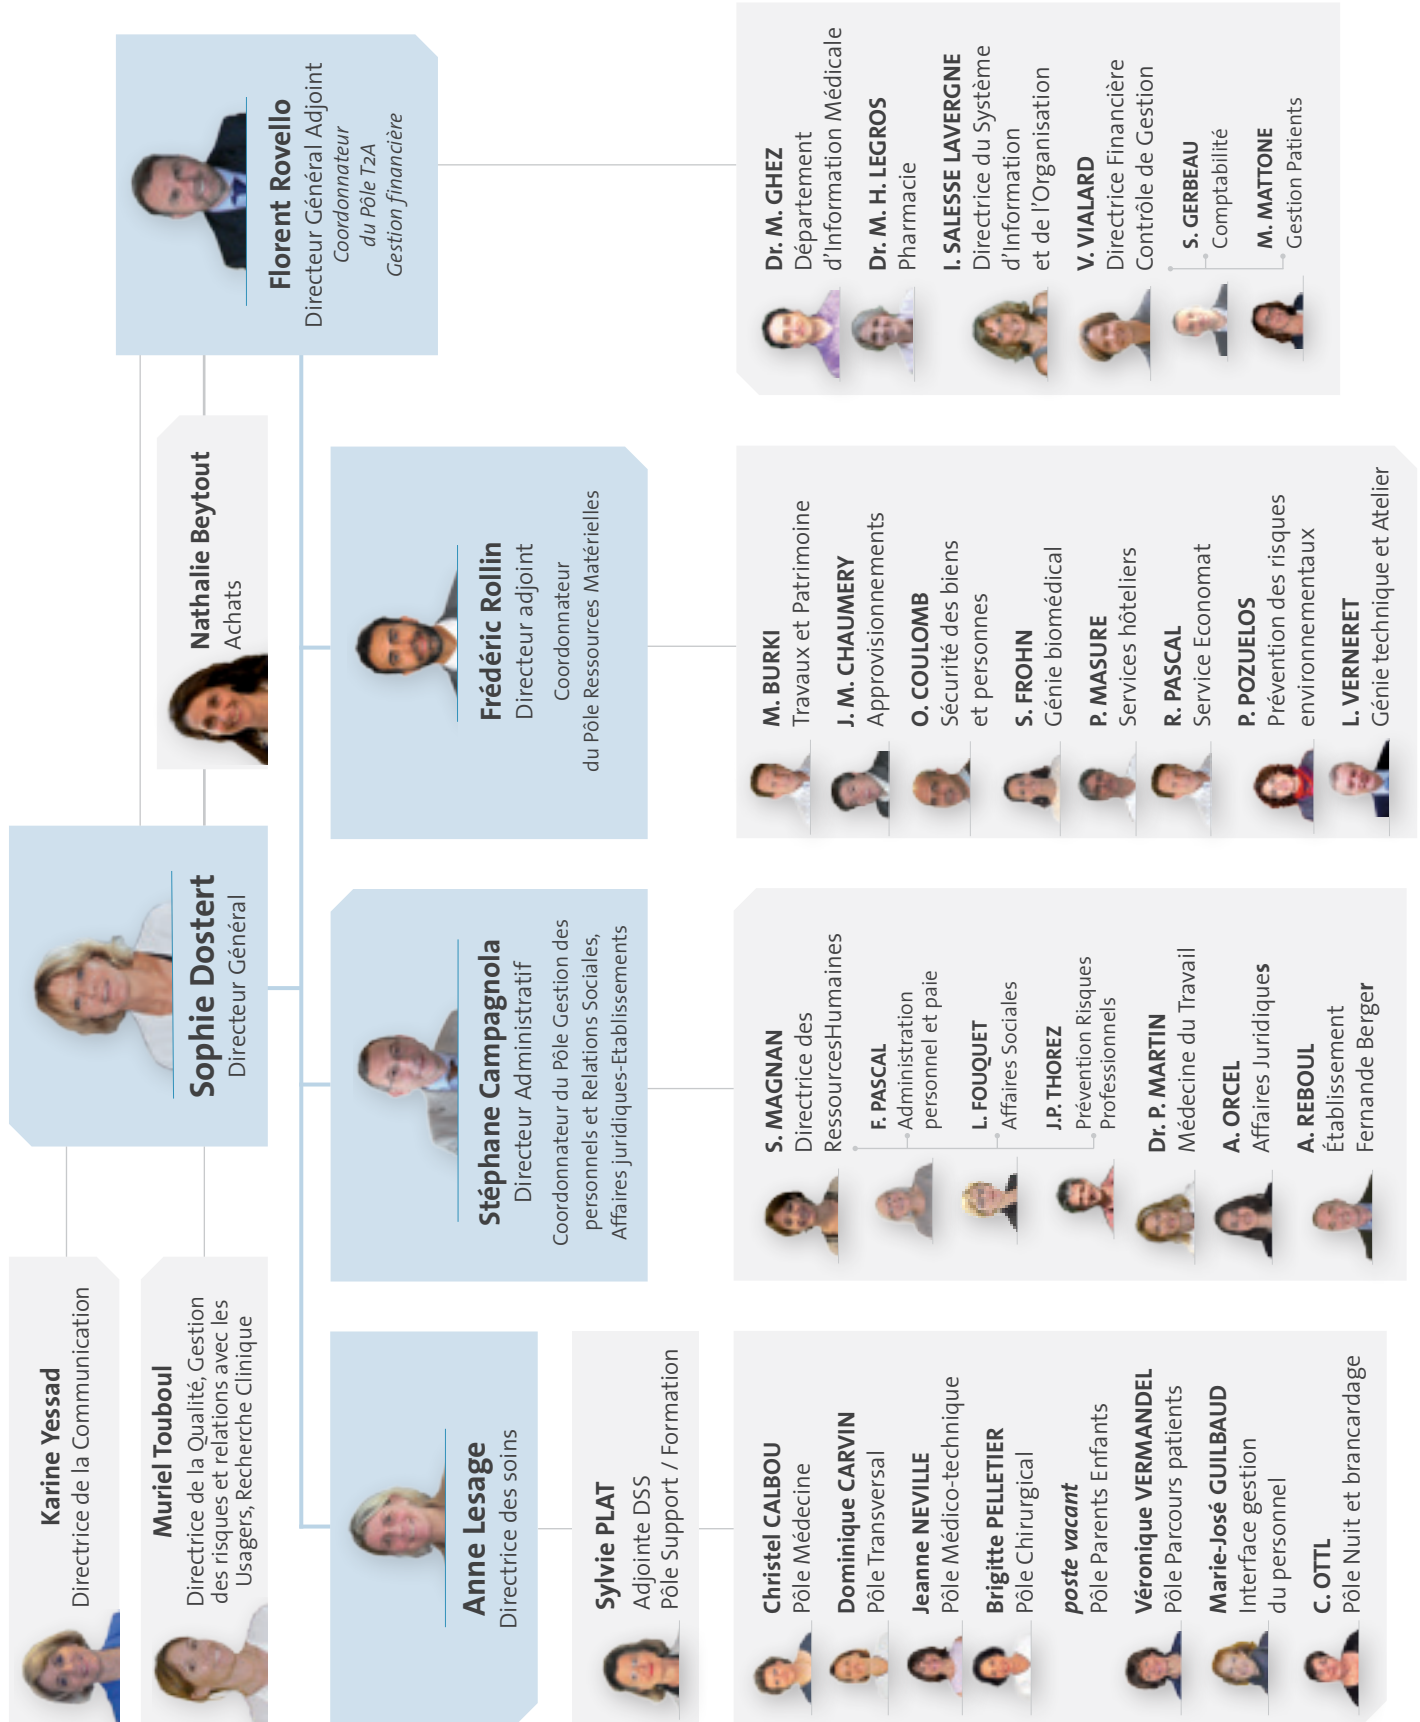 Karine Yessad
Directrice de la Communication
Muriel Touboul
Directrice de la Qualité, Gestion
des risques et relations avec les
Usagers, Recherche Clinique
Sophie Dostert
Directeur Général
Nathalie Beytout
Achats
Florent Rovello
Directeur Général Adjoint
Coordonnateur
du Pôle T2A
Gestion financière
Anne Lesage
Directrice des soins
Stéphane Campagnola
Directeur Administratif
Coordonnateur du Pôle Gestion des
personnels et Relations Sociales,
Affaires juridiques-Etablissements
Frédéric Rollin
Directeur adjoint
Coordonnateur
du Pôle Ressources Matérielles
Sylvie PLAT
Adjointe DSS
Pôle Support / Formation
Christel CALBOU
Pôle Médecine
Dominique CARVIN
Pôle Transversal
Jeanne NEVILLE
Pôle Médico-technique
Brigitte PELLETIER
Pôle Chirurgical
poste vacant
Pôle Parents Enfants
Véronique VERMANDEL
Pôle Parcours patients
Marie-José GUILBAUD
Interface gestion
du personnel
C. OTTL
Pôle Nuit et brancardage
S. MAGNAN
Directrice des
RessourcesHumaines
F. PASCAL
Administration
personnel et paie
L. FOUQUET
Affaires Sociales
J.P. THOREZ
Prévention Risques
Professionnels
Dr. P. MARTIN
Médecine du Travail
A. ORCEL
Affaires Juridiques
A. REBOUL
Établissement
Fernande Berger
M. BURKI
Travaux et Patrimoine
J. M. CHAUMERY
Approvisionnements
O. COULOMB
Sécurité des biens
et personnes
S. FROHN
Génie biomédical
P. MASURE
Services hôteliers
R. PASCAL
Service Economat
P. POZUELOS
Prévention des risques
environnementaux
L. VERNERET
Génie technique et Atelier
Dr. M. GHEZ
Département
d'Information Médicale
Dr. M. H. LEGROS
Pharmacie
I. SALESSE LAVERGNE
Directrice du Système
d'Information
et de l'Organisation
V. VIALARD
Directrice Financière
Contrôle de Gestion
S. GERBEAU
Comptabilité
M. MATTONE
Gestion Patients